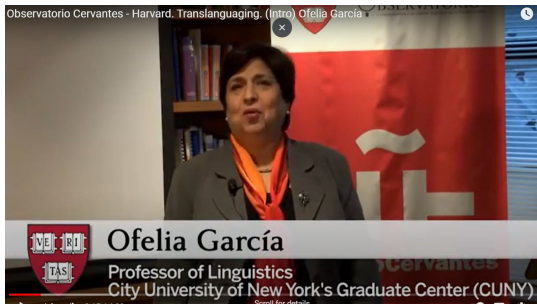 Observatorio Cervantes - Harvard. Translanguaging. (Intro) Ofelia García
Cervantes
VE RI
TAS
Ofelia García
Professor of Linguistics
City University of New York's Graduate Center (CUNY)
Scroll for details